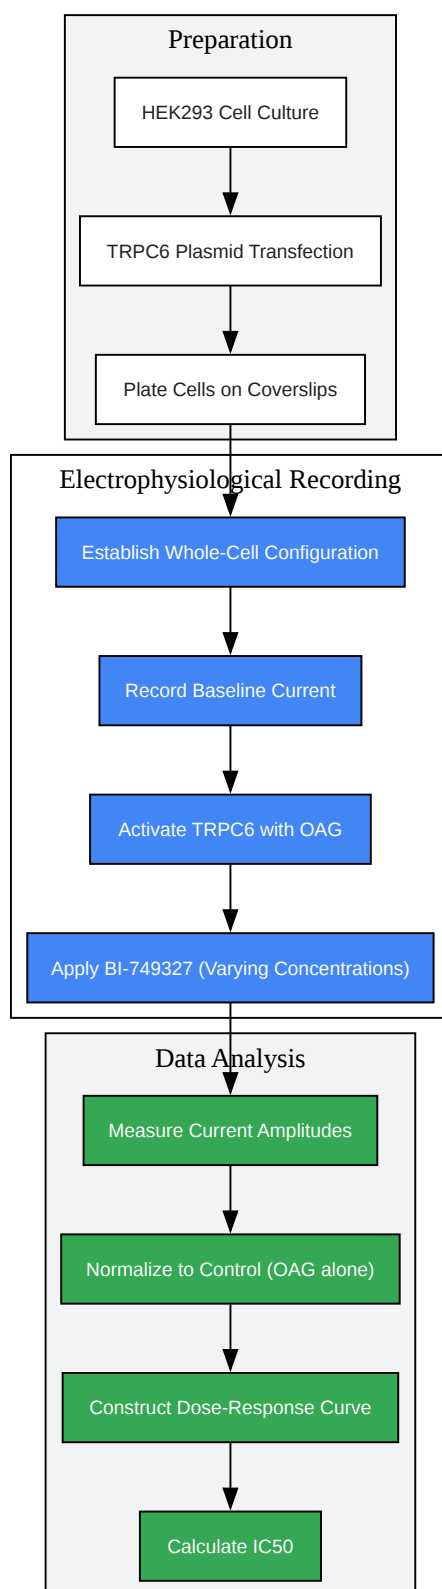 Preparation
HEK293 Cell Culture
TRPC6 Plasmid Transfection
Plate Cells on Coverslips
Electrophysiological Recording
Establish Whole-Cell Configuration
Record Baseline Current
Activate TRPC6 with OAG
Apply BI-749327 (Varying Concentrations)
Data Analysis
Measure Current Amplitudes
Normalize to Control (OAG alone)
Construct Dose-Response Curve
Calculate IC50